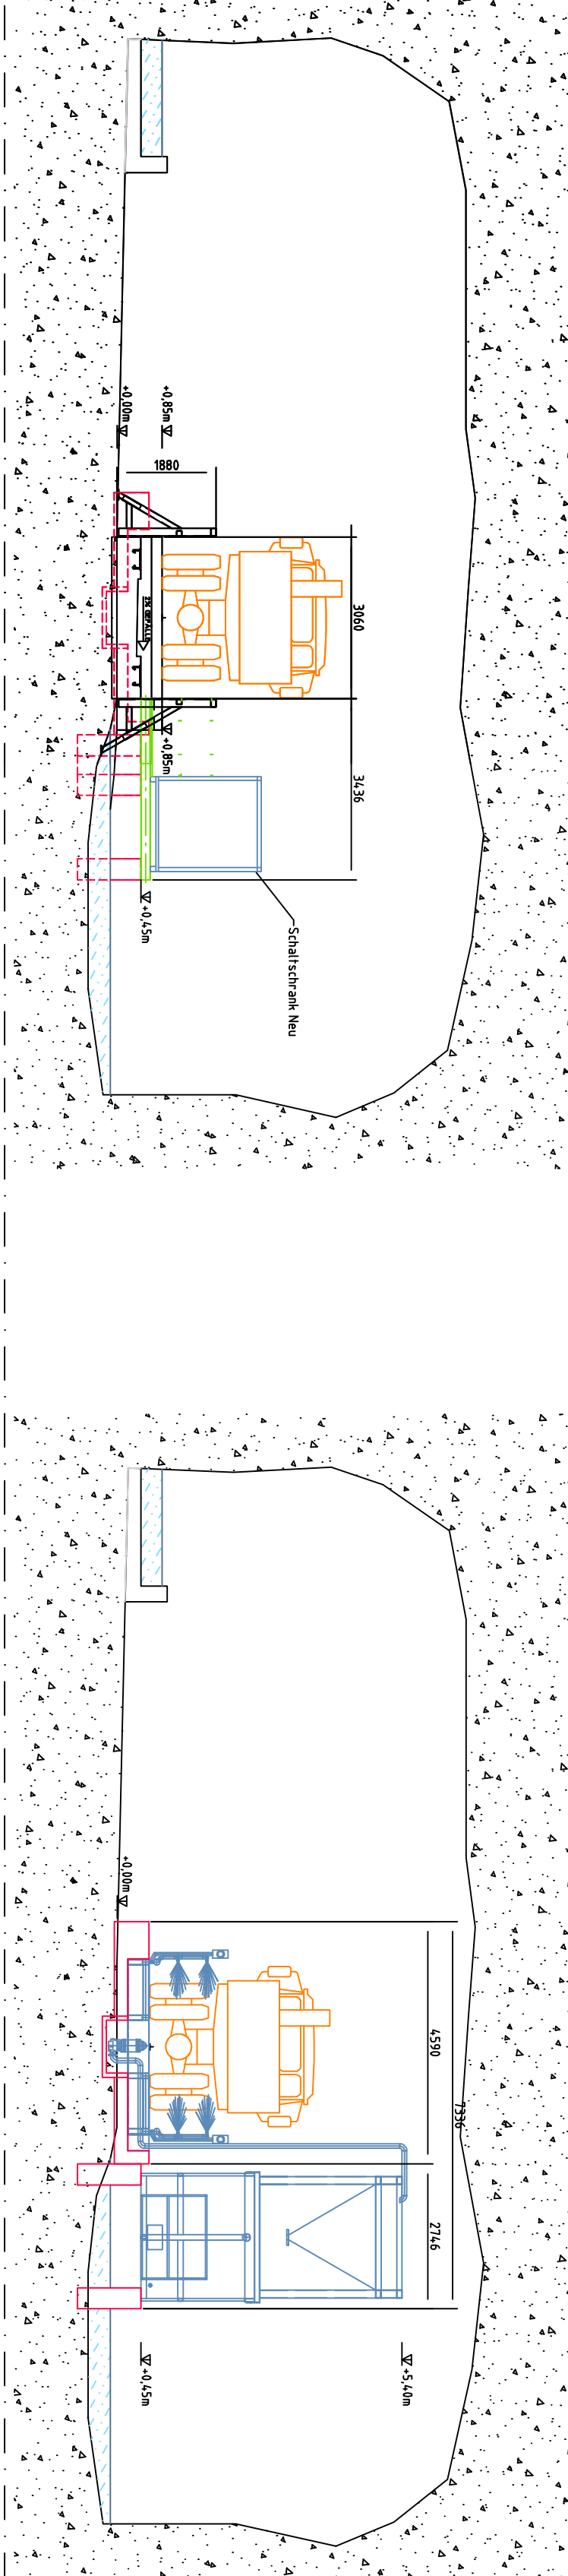 +0,00m
+0,85m
1880
3060
2% GEFÄLLE
+0,85m
3436
+0,45m
Schaltschrank Neu
+0,00m
4590
7336
2746
+0,45m
+5,40m